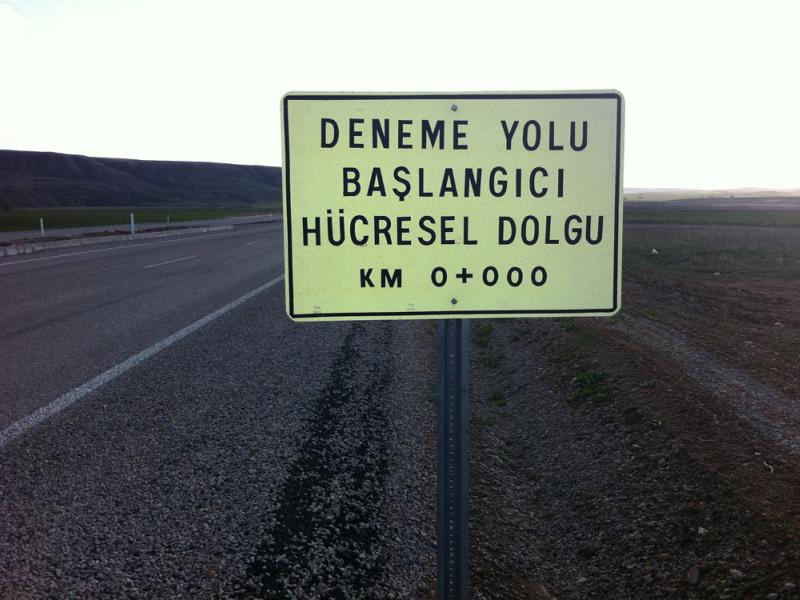 DENEME YOLU
BAŞLANGICI
HÜCRESEL DOLGU
KM 0+000